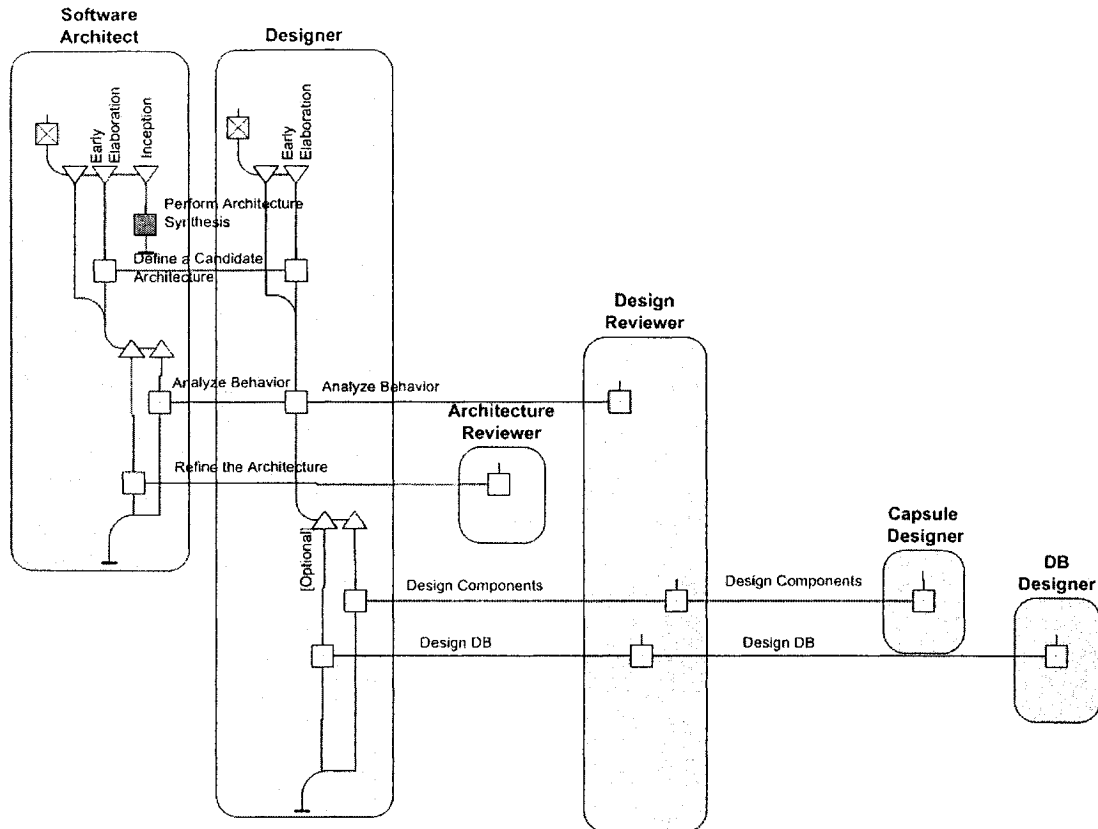 Software
Architect
Designer
Early
Elaboration
Inception
Early
Elaboration
Perform Architecture
Synthesis
Define a Candidate
Architecture
Design
Reviewer
Analyze Behavior
Analyze Behavior
Architecture
Reviewer
Refine the Architecture
Capsule
Designer
[Optional]
DB
Designer
Design Components
Design Components
Design DB
Design DB